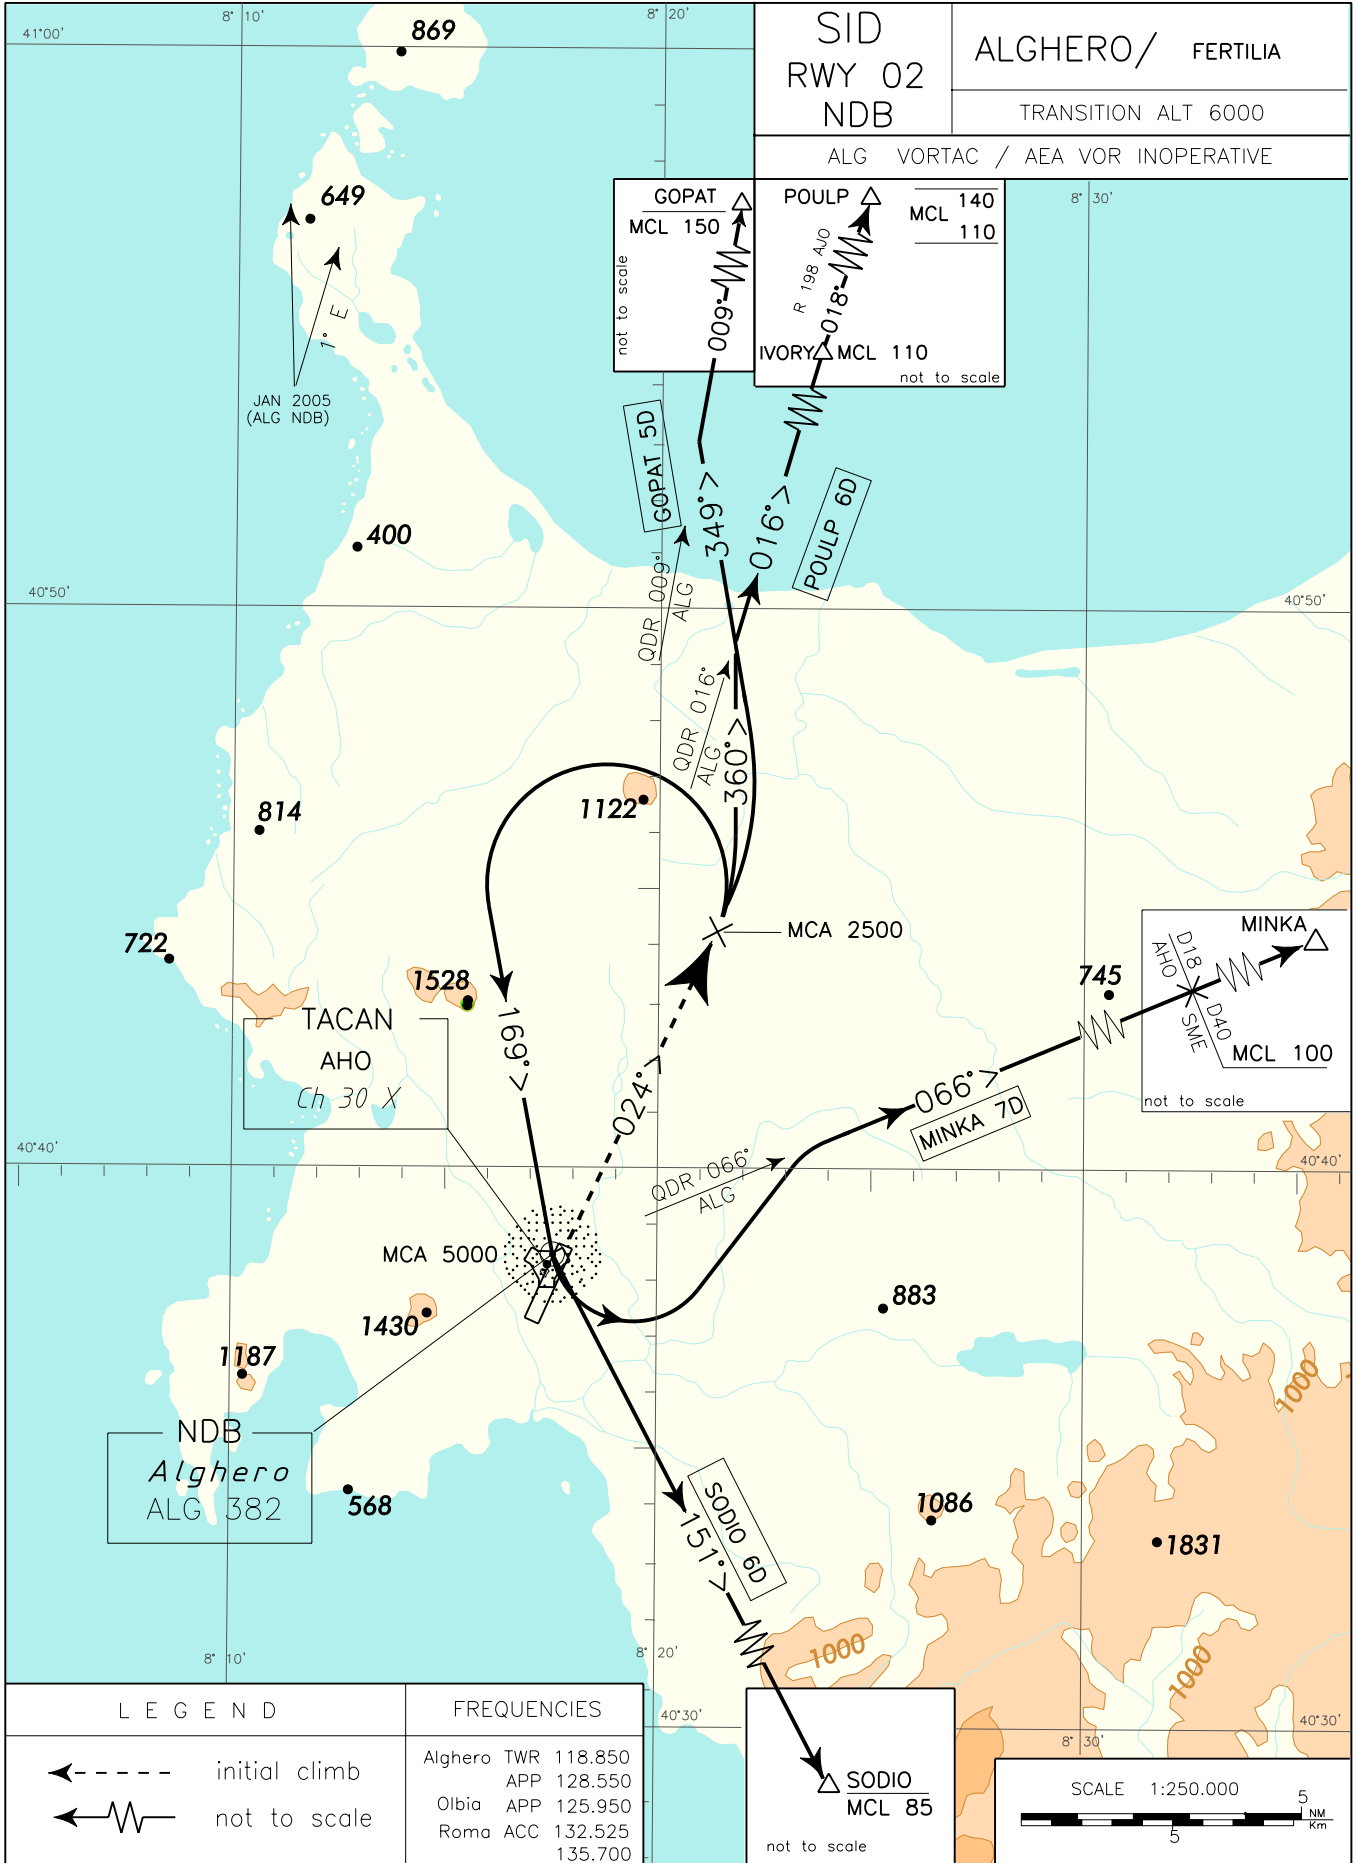 8° 10'
8° 20'
SID
RWY 02
NDB
ALGHERO/ FERTILIA
TRANSITION ALT 6000
ALG VORTAC / AEA VOR INOPERATIVE
41°00'
869
649
1° E
JAN 2005
(ALG NDB)
GOPAT
MCL 150
not to scale
009°
POULP
140
MCL
110
R 198 AJO
018°
IVORY
MCL 110
not to scale
8° 30'
GOPAT 5D
349°
016°
POULP 6D
400
40°50'
40°50'
QDR 009°
ALG
QDR 016°
ALG
360°
1122
814
722
MCA 2500
1528
TACAN
AHO
Ch 30 X
169°
024°
745
MINKA
D18
AHO
D40
SME
MCL 100
not to scale
066°
MINKA 7D
40°40'
40°40'
QDR 066°
ALG
MCA 5000
1430
883
1187
1000
NDB
Alghero
ALG 382
568
SODIO 6D
151°
1086
1831
1000
1000
8° 10'
8° 20'
40°30'
40°30'
8° 30'
LEGEND
initial climb
not to scale
FREQUENCIES
Alghero TWR 118.850
APP 128.550
Olbia APP 125.950
Roma ACC 132.525
135.700
SODIO
MCL 85
not to scale
SCALE 1:250.000
5
NM
Km
5